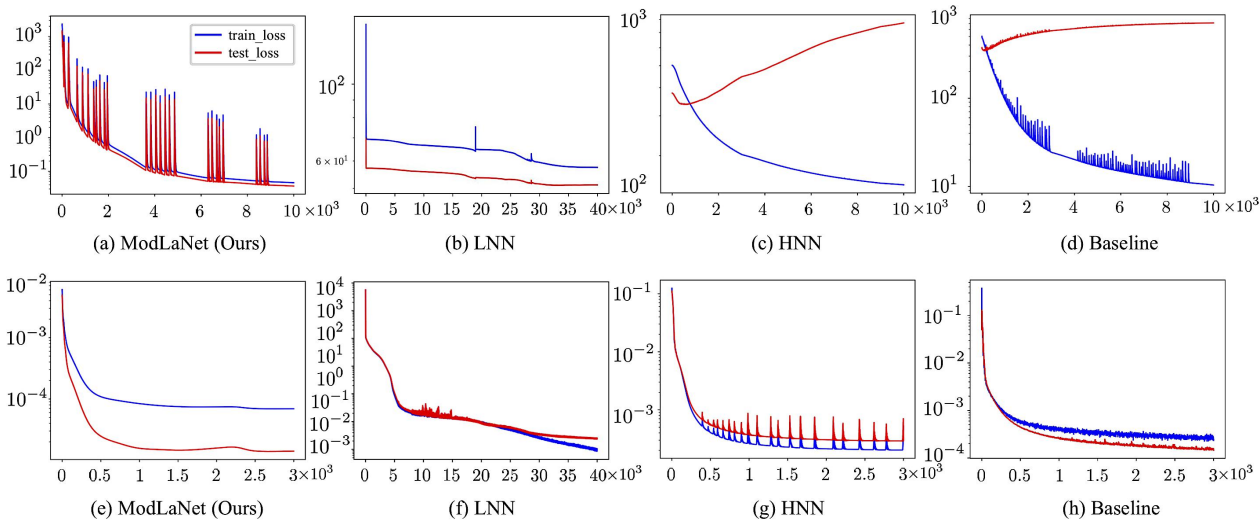 10³
10²
10¹
10⁰
10⁻¹
train_loss
test_loss
0 2 4 6 8 10 ×10³
(a) ModLaNet (Ours)
10²
6 × 10¹
0 5 10 15 20 25 30 35 40 ×10³
(b) LNN
10³
10²
0 2 4 6 8 10 ×10³
(c) HNN
10³
10²
10¹
0 2 4 6 8 10 ×10³
(d) Baseline
10⁻²
10⁻³
10⁻⁴
0 0.5 1 1.5 2 2.5 3 ×10³
(e) ModLaNet (Ours)
10⁵
10⁴
10³
10²
10¹
10⁰
10⁻¹
10⁻²
10⁻³
0 5 10 15 20 25 30 35 40 ×10³
(f) LNN
10⁻¹
10⁻²
10⁻³
0 0.5 1 1.5 2 2.5 3 ×10³
(g) HNN
10⁻¹
10⁻²
10⁻³
10⁻⁴
0 0.5 1 1.5 2 2.5 3 ×10³
(h) Baseline